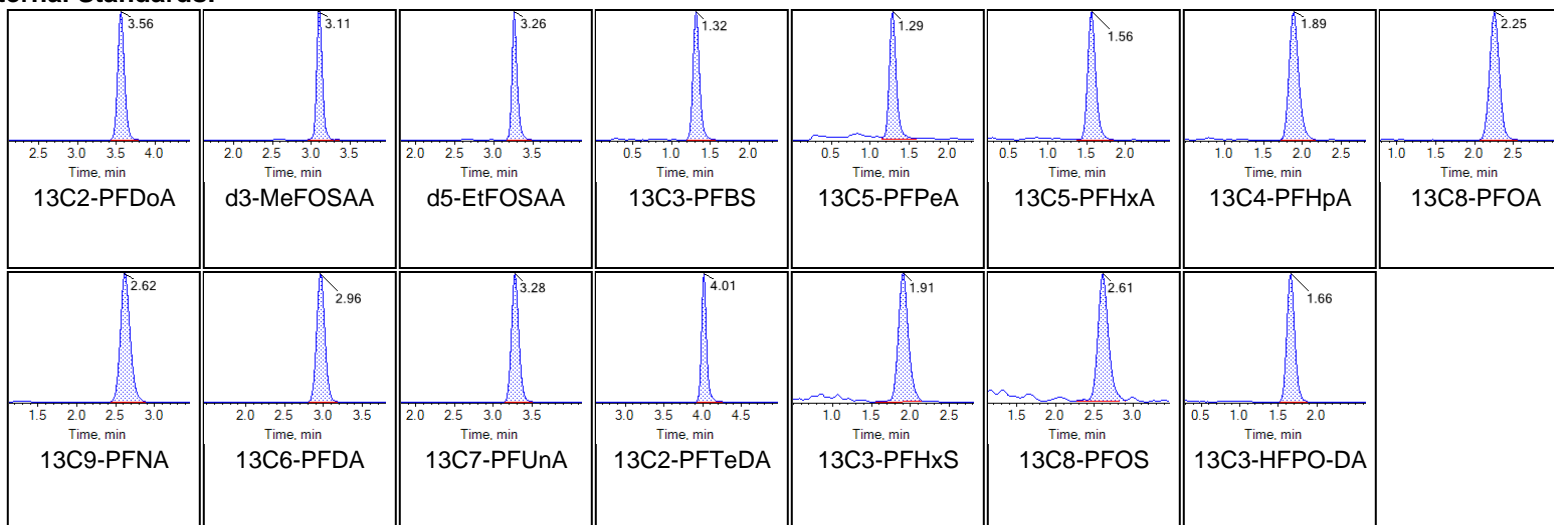 3.56 3.11 3.26 1.32 1.29 1.56 1.89 2.25
2.5 3.0 3.5 4.0 2.0 2.5 3.0 3.5 2.0 2.5 3.0 3.5 0.5 1.0 1.5 2.0 0.5 1.0 1.5 2.0 0.5 1.0 1.5 2.0 1.0 1.5 2.0 2.5 1.0 1.5 2.0 2.5
Time, min Time, min Time, min Time, min Time, min Time, min Time, min Time, min
13C2-PFDoA d3-MeFOSAA d5-EtFOSAA 13C3-PFBS 13C5-PFPeA 13C5-PFHxA 13C4-PFHpA 13C8-PFOA
2.62 2.96 3.28 4.01 1.91 2.61 1.66
1.5 2.0 2.5 3.0 2.0 2.5 3.0 3.5 2.5 3.0 3.5 4.0 3.0 3.5 4.0 4.5 1.0 1.5 2.0 2.5 1.5 2.0 2.5 3.0 0.5 1.0 1.5 2.0
Time, min Time, min Time, min Time, min Time, min Time, min Time, min
13C9-PFNA 13C6-PFDA 13C7-PFUnA 13C2-PFTeDA 13C3-PFHxS 13C8-PFOS 13C3-HFPO-DA